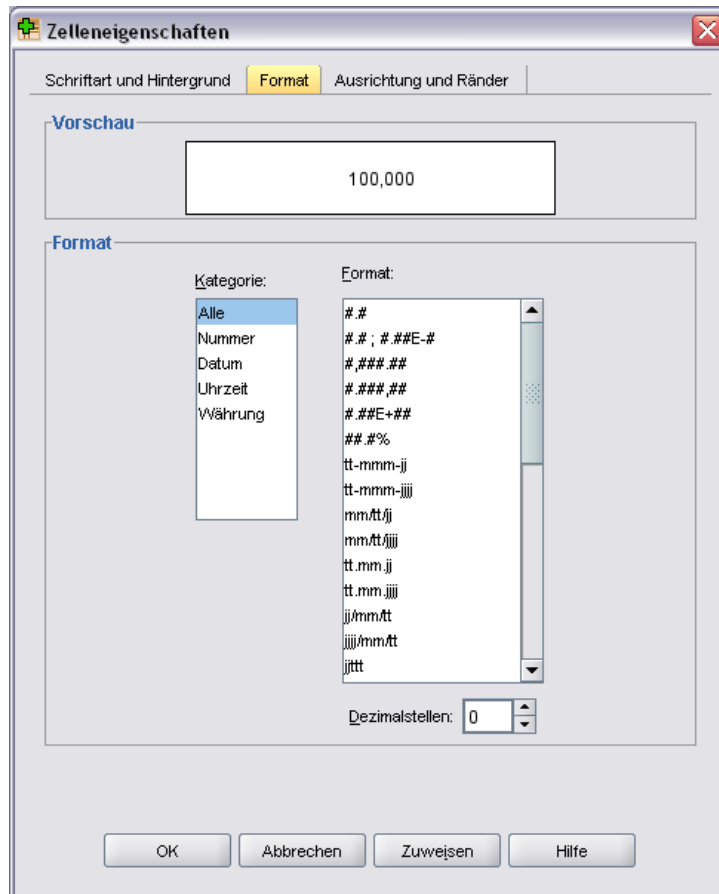 Zelleneigenschaften
Schriftart und Hintergrund Format Ausrichtung und Ränder
Vorschau
100,000
Format
Kategorie:
Alle
Nummer
Datum
Uhrzeit
Währung
Format:
#.#
#.# ; #.##E-#
#,###.##
#.###,##
#.##E+##
##.#%
tt-mmm-jj
tt-mmm-jjjj
mm/tt/jj
mm/tt/jjjj
tt.mm.jj
tt.mm.jjjj
jj/mm/tt
jjjj/mm/tt
jjttt
Dezimalstellen: 0
OK Abbrechen Zuweisen Hilfe